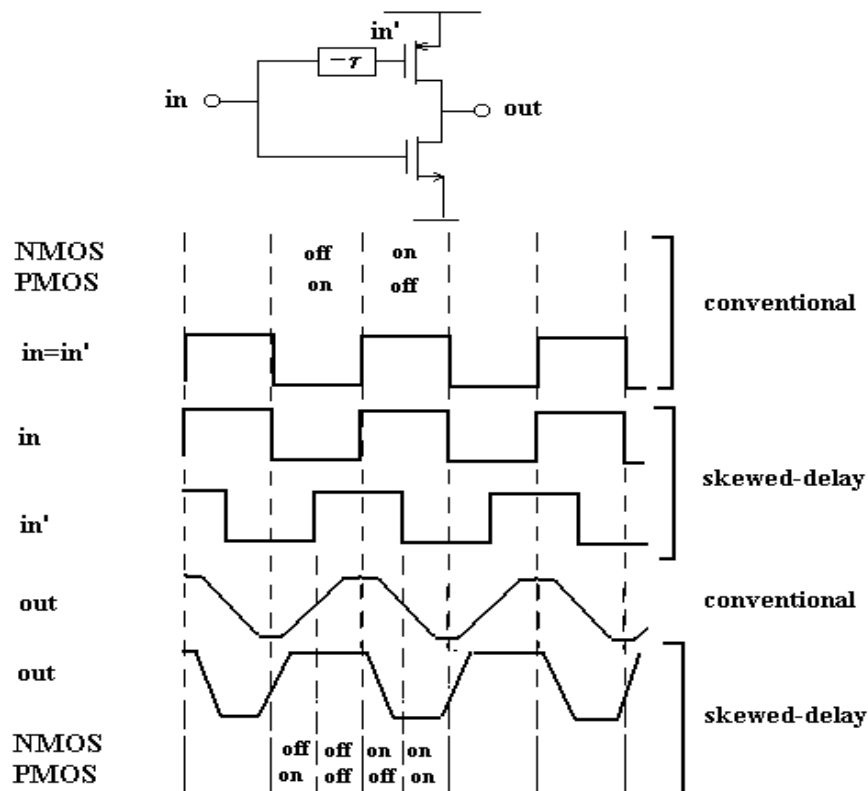 in'
−τ
in
out
NMOS off on
PMOS on off
conventional
in=in'
in
skewed-delay
in'
out
conventional
out
skewed-delay
NMOS off off on on
PMOS on off off on